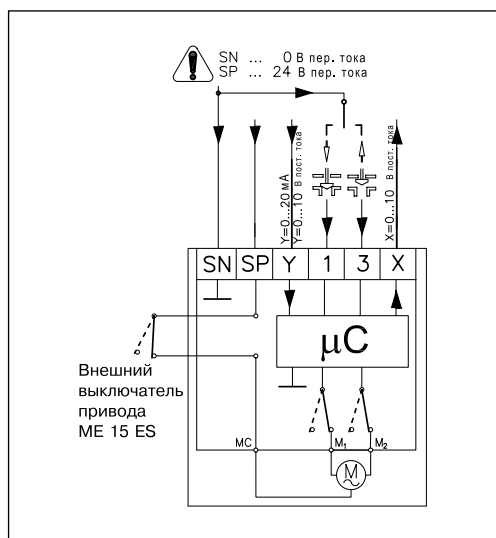 SN ... 0 В пер. тока
SP ... 24 В пер. тока
Y=0...20 мА
Y=0...10 В пост. тока
X=0...10 В пост. тока
SN SP Y 1 3 X
μC
Внешний
выключатель
привода
ME 15 ES
MC M₁ M₂
M